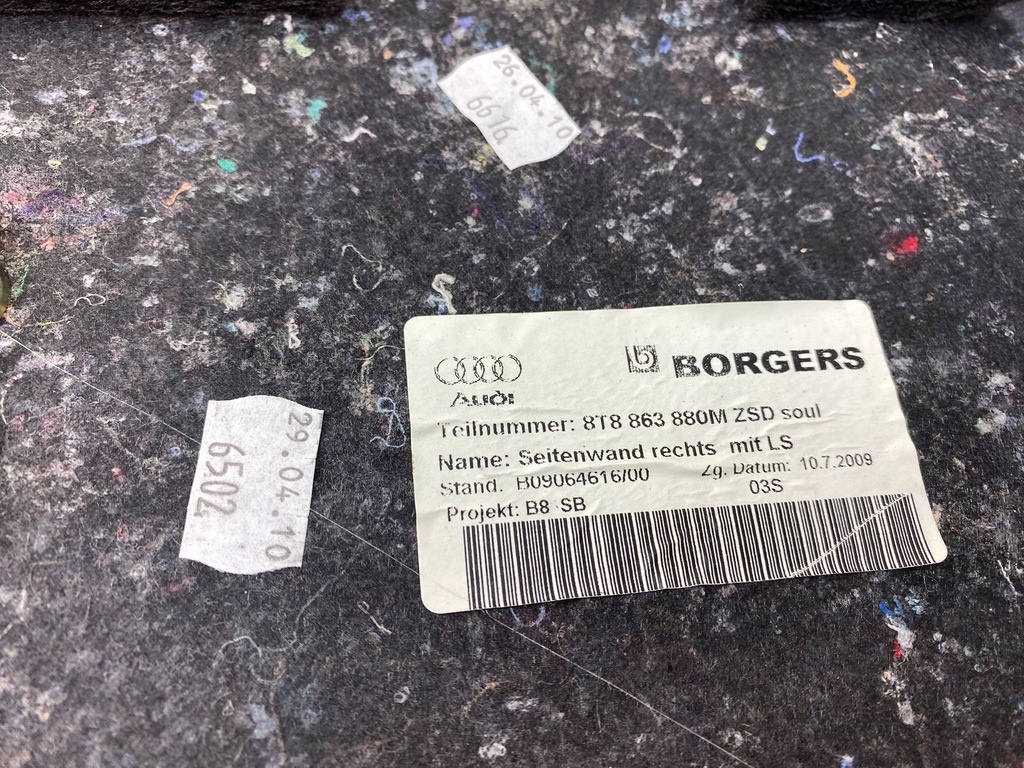 26.04.10
6616
BORGERS
Audi
Teilnummer: 8T8 863 880M ZSD soul
Name: Seitenwand rechts mit LS
Stand. B09064616/00 Zg. Datum: 10.7.2009
03S
Projekt: B8 SB
29.04.10
6502